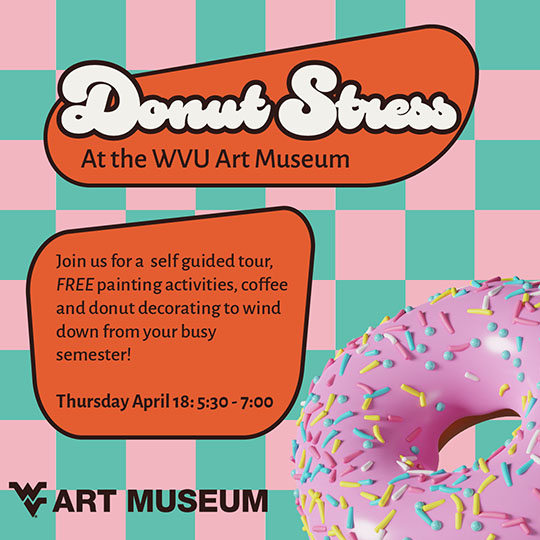 Donut Stress
At the WVU Art Museum
Join us for a self guided tour,
FREE painting activities, coffee
and donut decorating to wind
down from your busy
semester!
Thursday April 18: 5:30 - 7:00
WV ART MUSEUM